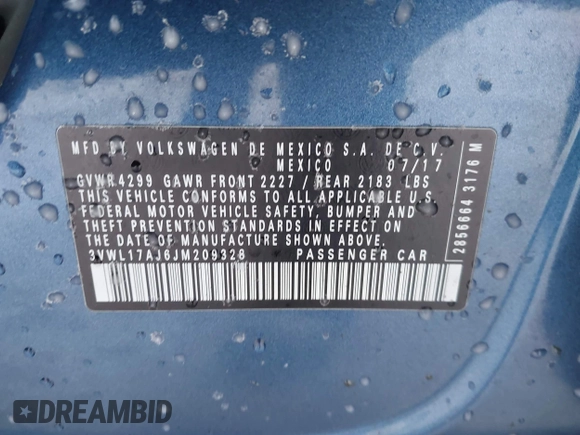 MFD BY VOLKSWAGEN DE MEXICO S.A. DE C.V
MEXICO 07/17
GVWR 4299 GAWR FRONT 2227 / REAR 2183 LBS
THIS VEHICLE CONFORMS TO ALL APPLICABLE U.S.
FEDERAL MOTOR VEHICLE SAFETY, BUMPER AND
THEFT PREVENTION STANDARDS IN EFFECT ON
THE DATE OF MANUFACTURE SHOWN ABOVE.
3VWL17AJ6JM209328 PASSENGER CAR
2856664 3176 M
DREAMBID